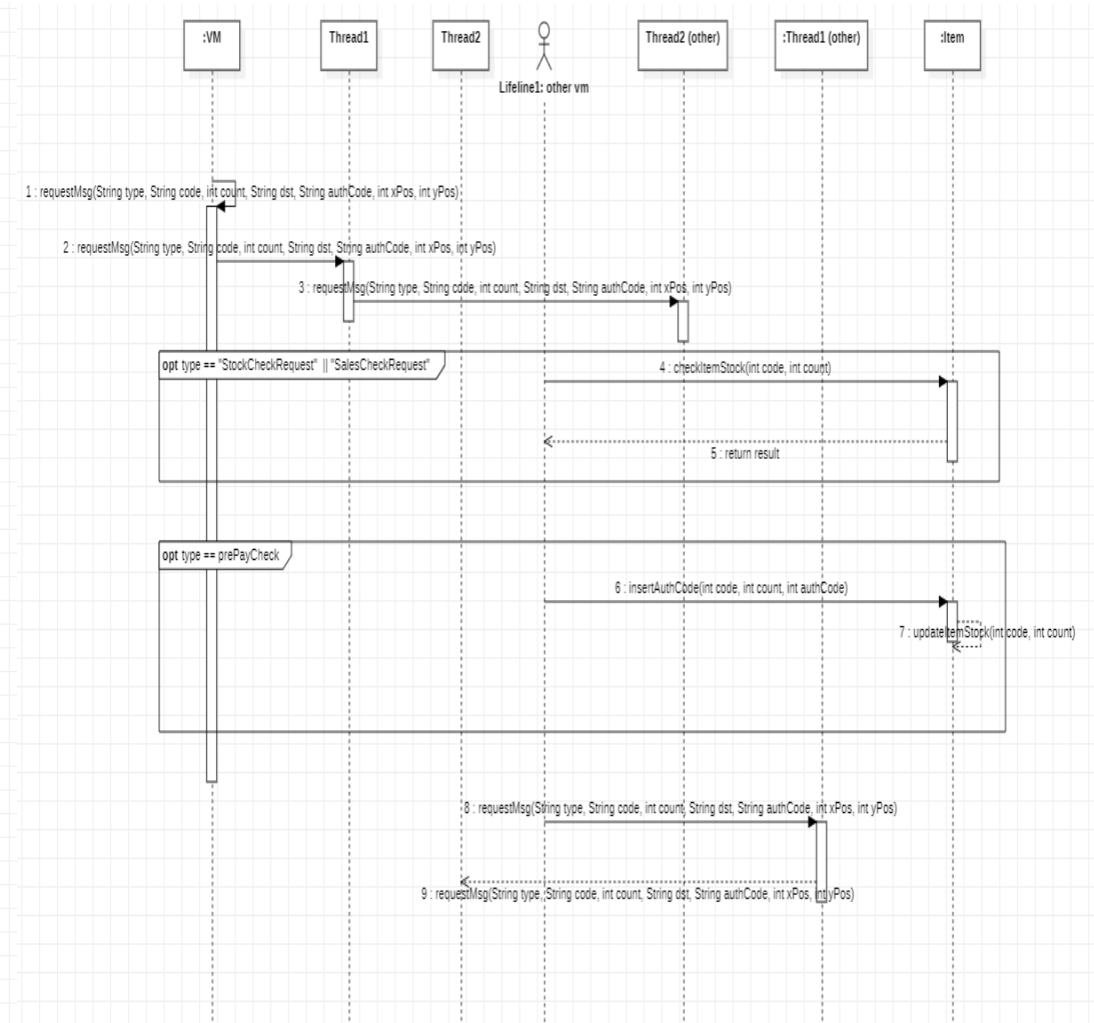 :VM
Thread1
Thread2
Thread2 (other)
:Thread1 (other)
:Item
Lifeline1: other vm
1 : requestMsg(String type, String code, int count, String dst, String authCode, int xPos, int yPos)
2 : requestMsg(String type, String code, int count, String dst, String authCode, int xPos, int yPos)
3 : requestMsg(String type, String code, int count, String dst, String authCode, int xPos, int yPos)
opt type == "StockCheckRequest" || "SalesCheckRequest"
4 : checkItemStock(int code, int count)
5 : return result
opt type == prePayCheck
6 : insertAuthCode(int code, int count, int authCode)
7 : updateItemStock(int code, int count)
8 : requestMsg(String type, String code, int count, String dst, String authCode, int xPos, int yPos)
9 : requestMsg(String type, String code, int count, String dst, String authCode, int xPos, int yPos)